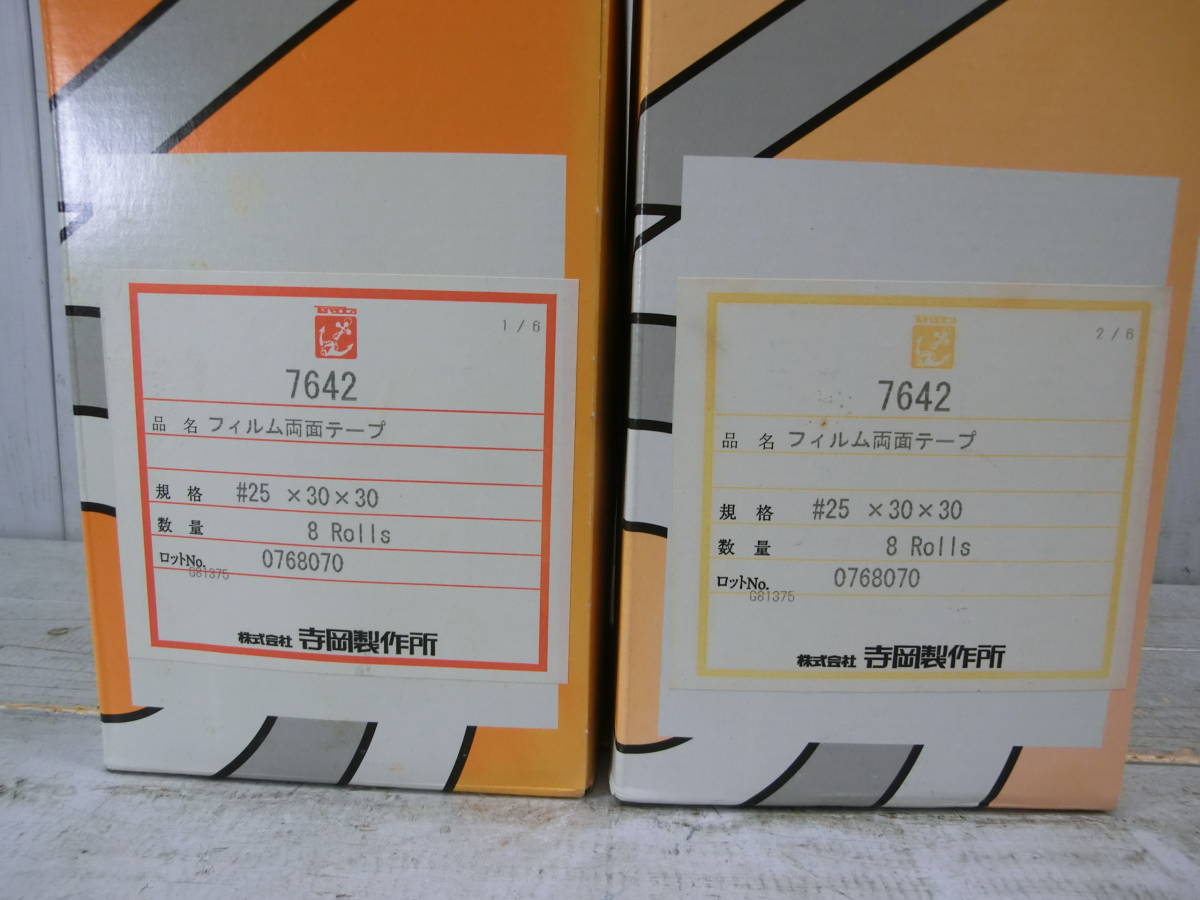 1 / 6
7642
品 名 フィルム両面テープ
規 格 #25 ×30×30
数 量 8 Rolls
ロットNo. 0768070
G81375
株式会社 寺岡製作所
2 / 6
7642
品 名 フィルム両面テープ
規 格 #25 ×30×30
数 量 8 Rolls
ロットNo. 0768070
G81375
株式会社 寺岡製作所